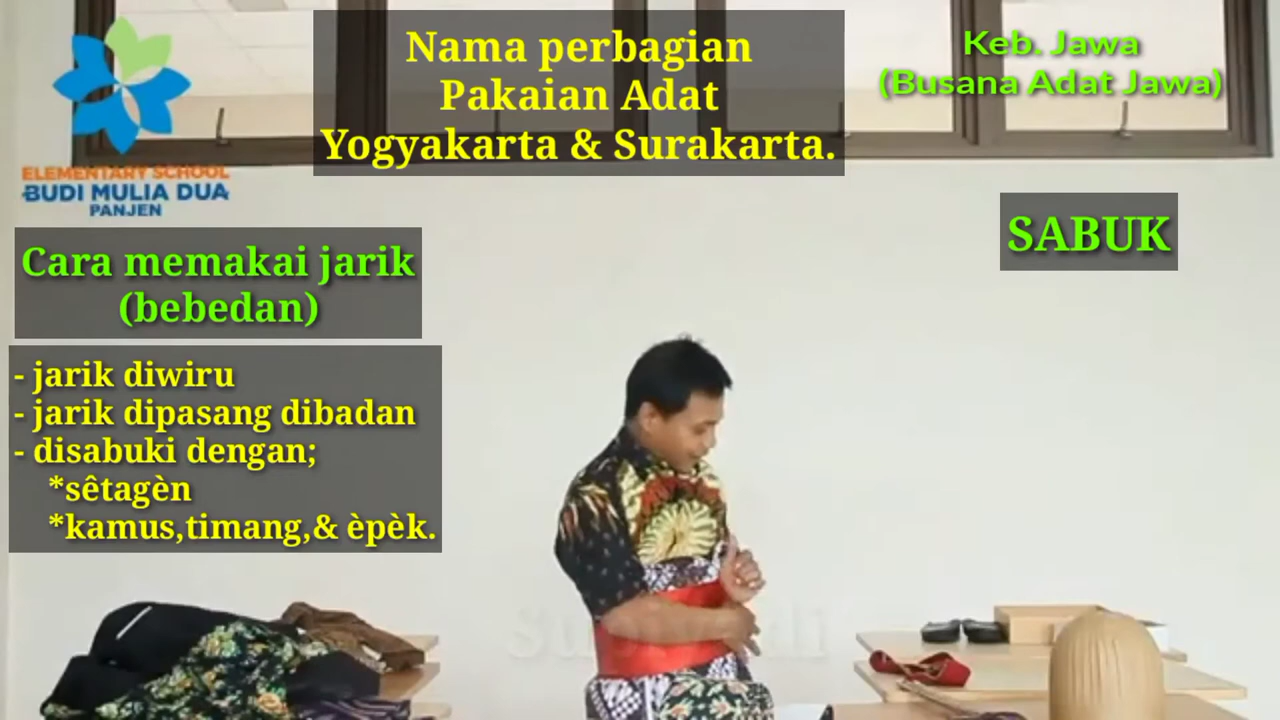 Nama perbagian
Pakaian Adat
Yogyakarta & Surakarta.
Keb. Jawa
(Busana Adat Jawa)
ELEMENTARY SCHOOL
BUDI MULIA DUA
PANJEN
SABUK
Cara memakai jarik
(bebedan)
- jarik diwiru
- jarik dipasang dibadan
- disabuki dengan;
*sêtagèn
*kamus,timang,& èpèk.